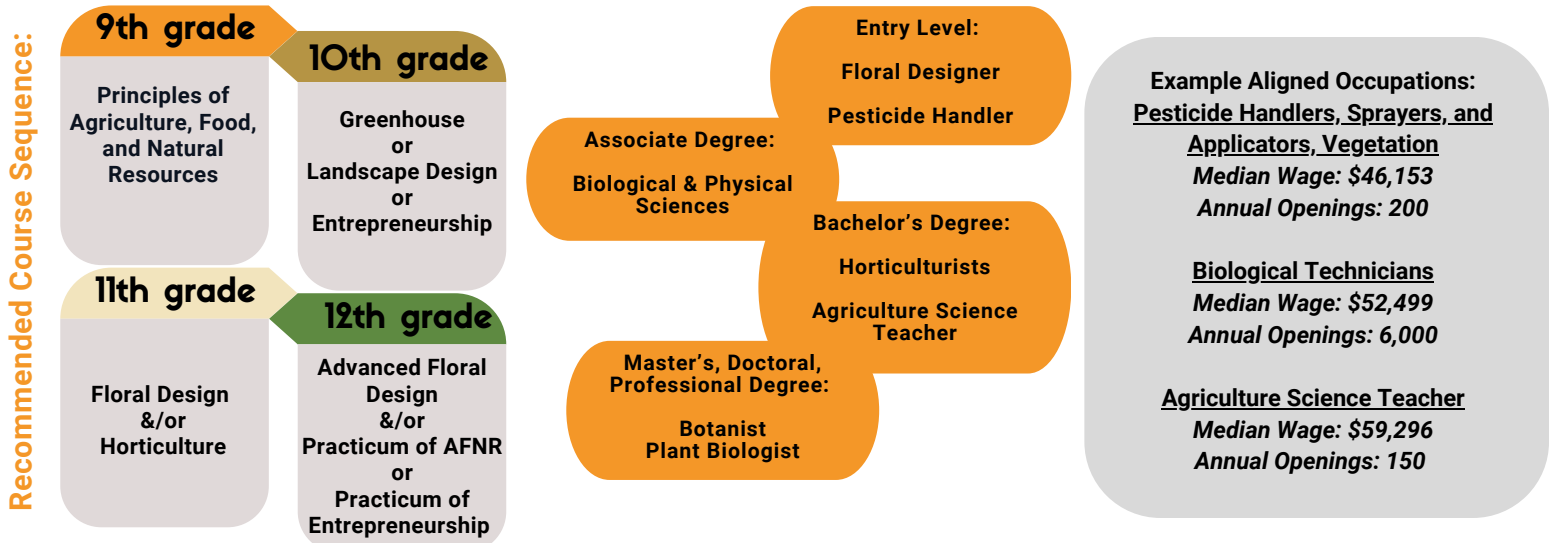 Recommended Course Sequence:
9th grade
Principles of
Agriculture, Food,
and Natural
Resources
10th grade
Greenhouse
or
Landscape Design
or
Entrepreneurship
11th grade
Floral Design
&/or
Horticulture
12th grade
Advanced Floral
Design
&/or
Practicum of AFNR
or
Practicum of
Entrepreneurship
Entry Level:
Floral Designer
Pesticide Handler
Associate Degree:
Biological & Physical
Sciences
Bachelor’s Degree:
Horticulturists
Agriculture Science
Teacher
Master’s, Doctoral,
Professional Degree:
Botanist
Plant Biologist
Example Aligned Occupations:
Pesticide Handlers, Sprayers, and
Applicators, Vegetation
Median Wage: $46,153
Annual Openings: 200
Biological Technicians
Median Wage: $52,499
Annual Openings: 6,000
Agriculture Science Teacher
Median Wage: $59,296
Annual Openings: 150